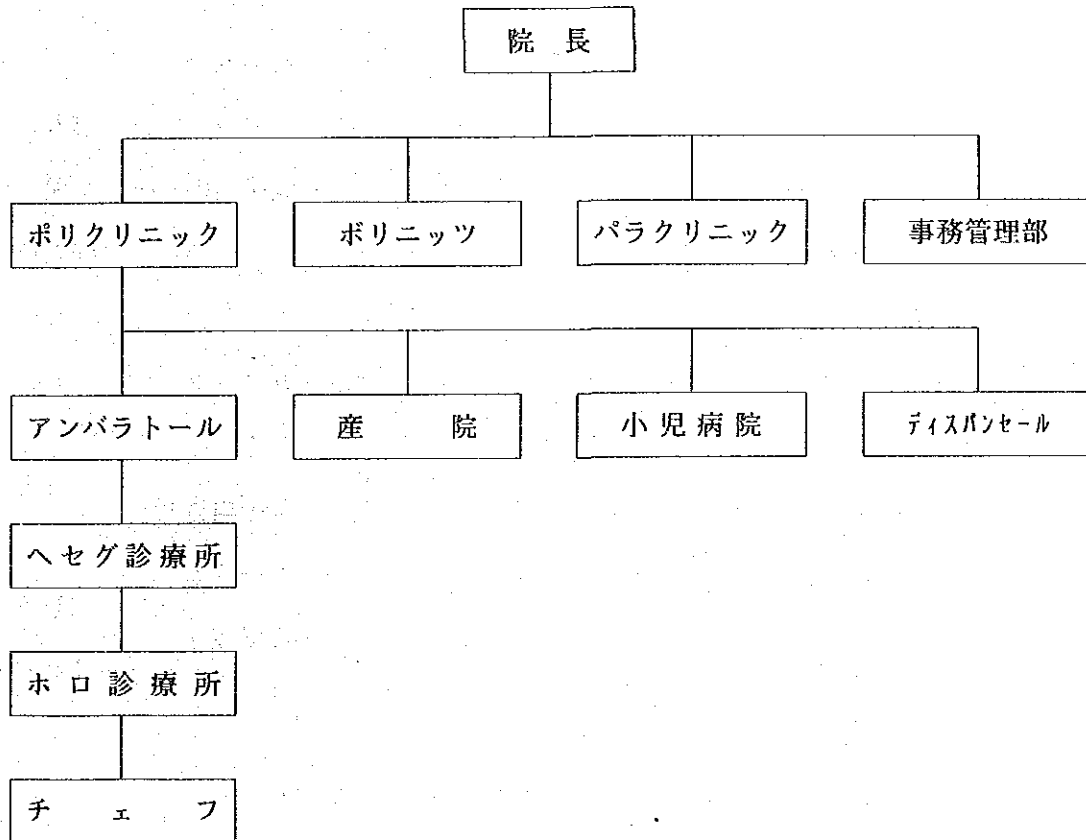 院長
ポリクリニック
ボリニッツ
パラクリニック
事務管理部
アンバラトール
産院
小児病院
ディスパンセール
ヘセグ診療所
ホロ診療所
チェフ